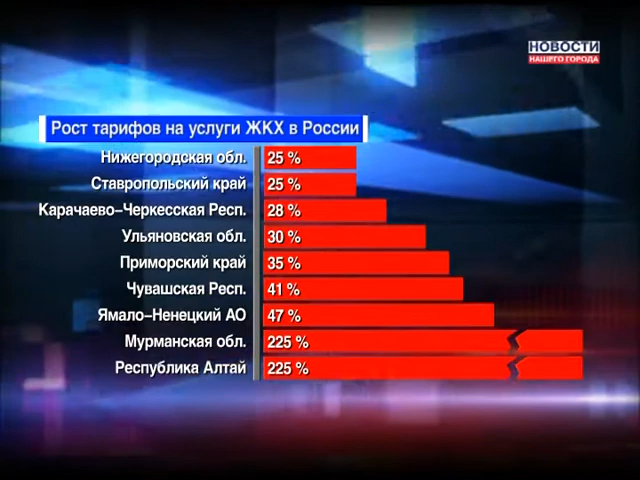 НОВОСТИ
НАШЕГО ГОРОДА
Рост тарифов на услуги ЖКХ в России
Нижегородская обл. 25 %
Ставропольский край 25 %
Карачаево-Черкесская Респ. 28 %
Ульяновская обл. 30 %
Приморский край 35 %
Чувашская Респ. 41 %
Ямало-Ненецкий АО 47 %
Мурманская обл. 225 %
Республика Алтай 225 %